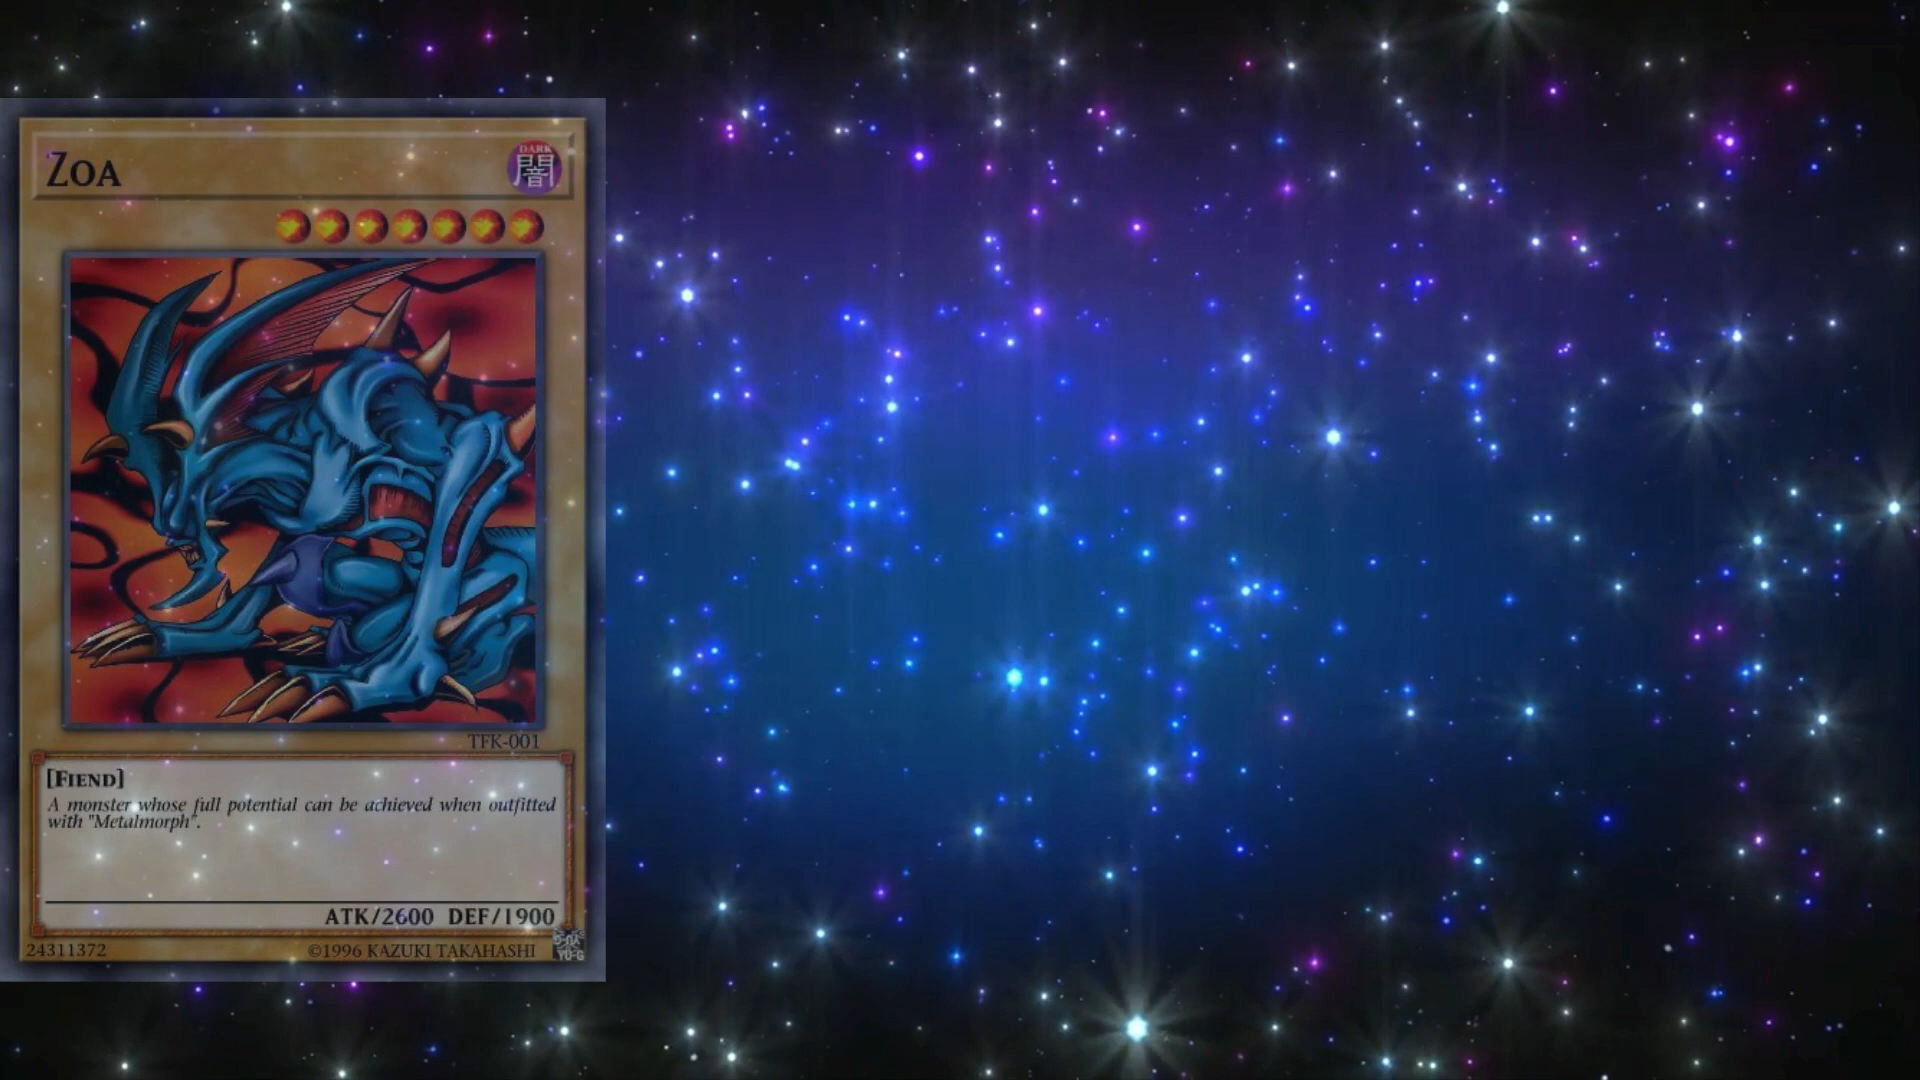 ZOA
DARK
闇
TFK-001
[FIEND]
A monster whose full potential can be achieved when outfitted
with "Metalmorph".
ATK/2600 DEF/1900
24311372
©1996 KAZUKI TAKAHASHI